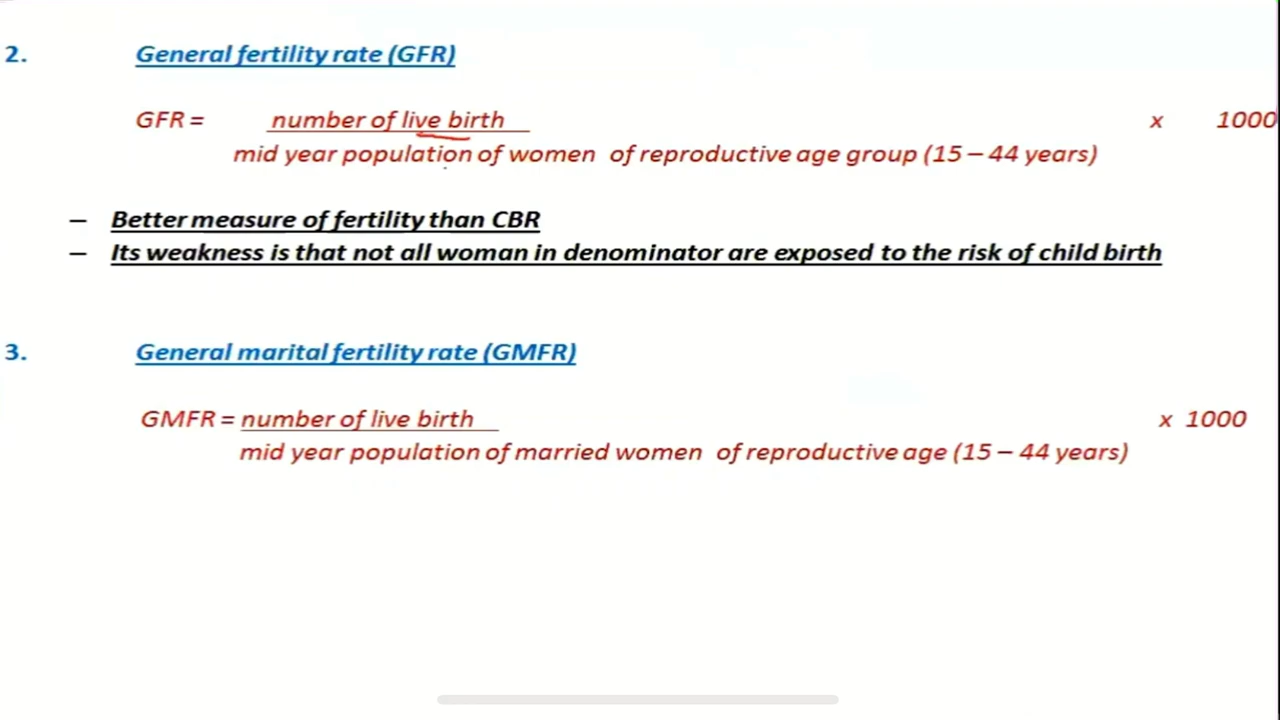 2. General fertility rate (GFR)
GFR = number of live birth x 1000
mid year population of women of reproductive age group (15 – 44 years)
– Better measure of fertility than CBR
– Its weakness is that not all woman in denominator are exposed to the risk of child birth
3. General marital fertility rate (GMFR)
GMFR = number of live birth x 1000
mid year population of married women of reproductive age (15 – 44 years)